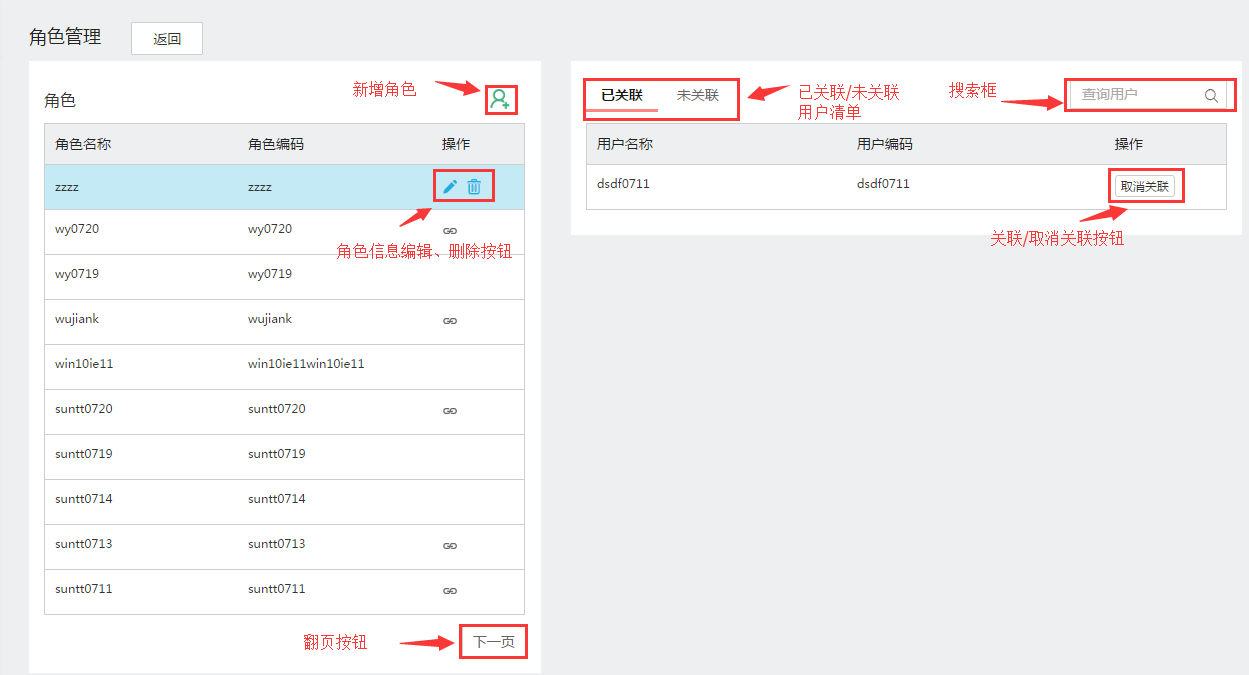 角色管理 返回
新增角色
角色
角色名称 角色编码 操作
zzzz zzzz
wy0720 wy0720
角色信息编辑、删除按钮
wy0719 wy0719
wujiank wujiank
win10ie11 win10ie11win10ie11
suntt0720 suntt0720
suntt0719 suntt0719
suntt0714 suntt0714
suntt0713 suntt0713
suntt0711 suntt0711
翻页按钮 下一页
已关联 未关联
已关联/未关联
用户清单
搜索框
查询用户
用户名称 用户编码 操作
dsdf0711 dsdf0711 取消关联
关联/取消关联按钮